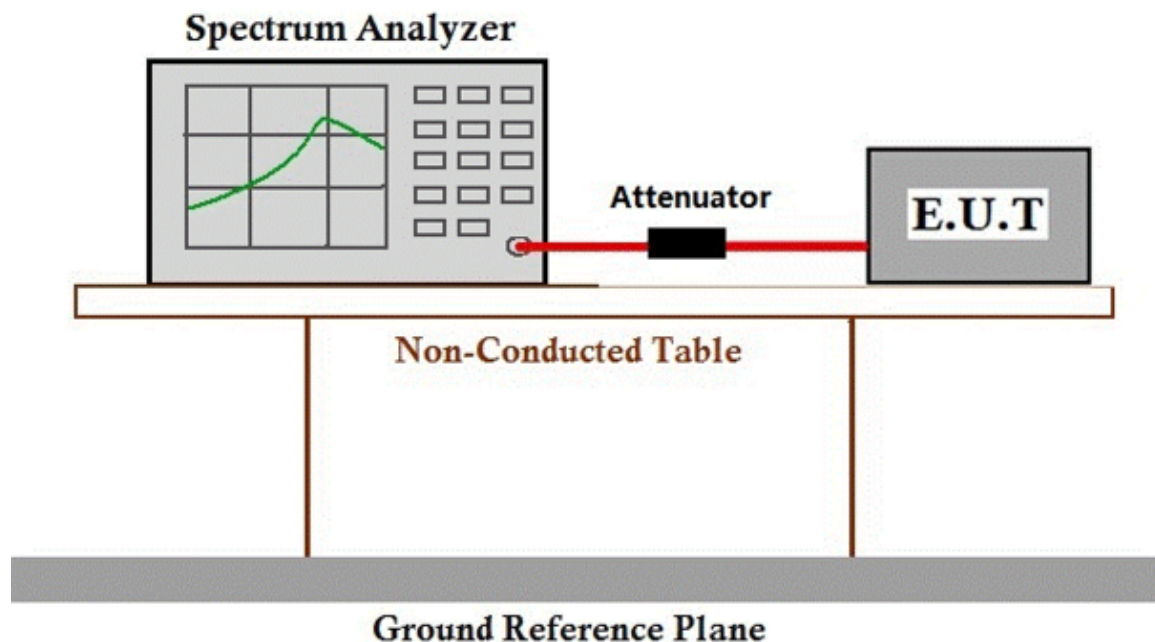 Spectrum Analyzer
Attenuator
E.U.T
Non-Conducted Table
Ground Reference Plane